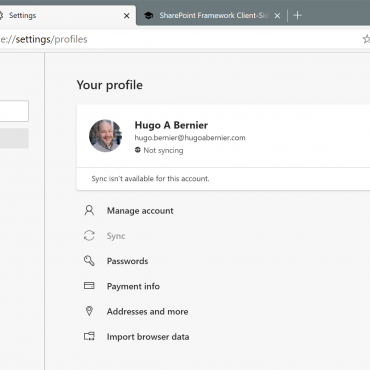 Settings
SharePoint Framework Client-Sid
e://settings/profiles
Your profile
Hugo A Bernier
hugo.bernier@hugoabernier.com
Not syncing
Sync isn't available for this account.
Manage account
Sync
Passwords
Payment info
Addresses and more
Import browser data